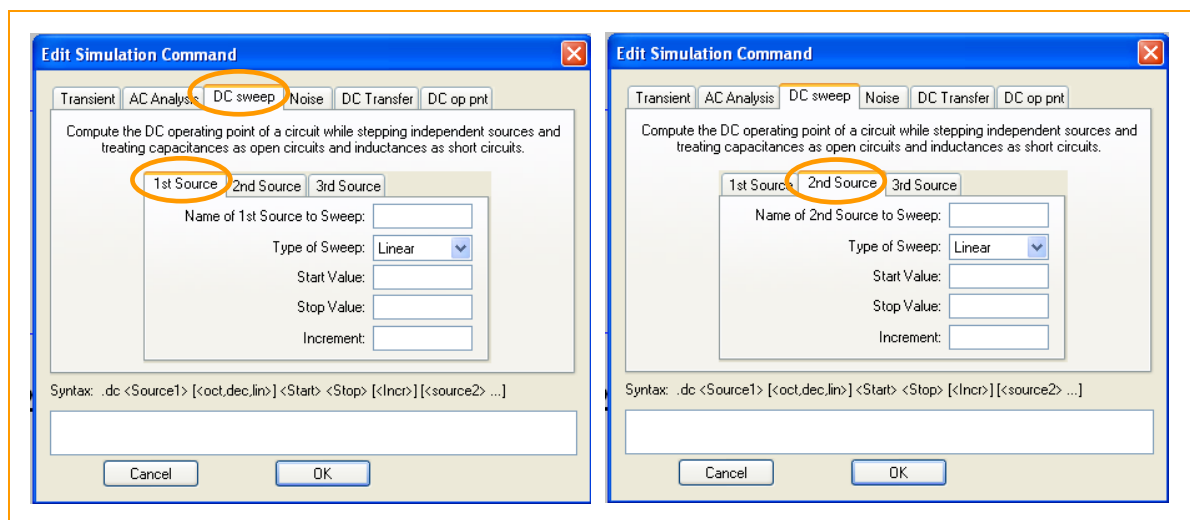 Edit Simulation Command
Transient AC Analysis DC sweep Noise DC Transfer DC op pnt
Compute the DC operating point of a circuit while stepping independent sources and
treating capacitances as open circuits and inductances as short circuits.
1st Source 2nd Source 3rd Source
Name of 1st Source to Sweep:
Type of Sweep: Linear
Start Value:
Stop Value:
Increment:
Syntax: .dc <Source1> [<oct,dec,lin>] <Start> <Stop> [<Incr>] [<source2> ...]
Cancel OK
Edit Simulation Command
Transient AC Analysis DC sweep Noise DC Transfer DC op pnt
Compute the DC operating point of a circuit while stepping independent sources and
treating capacitances as open circuits and inductances as short circuits.
1st Source 2nd Source 3rd Source
Name of 2nd Source to Sweep:
Type of Sweep: Linear
Start Value:
Stop Value:
Increment:
Syntax: .dc <Source1> [<oct,dec,lin>] <Start> <Stop> [<Incr>] [<source2> ...]
Cancel OK